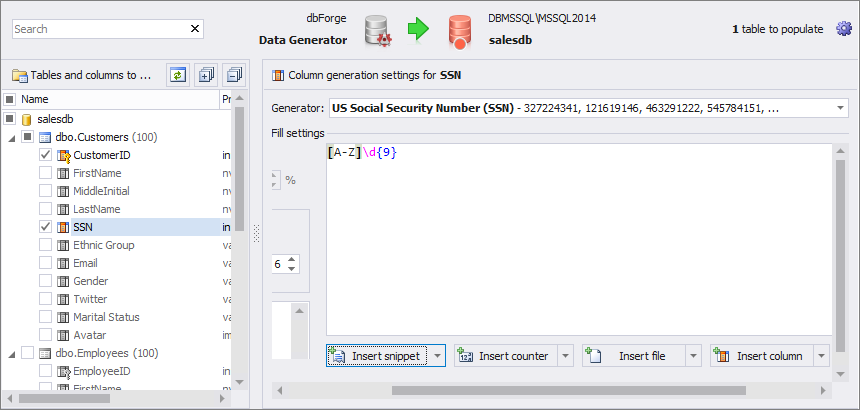 Search
dbForge
Data Generator
DBMSSQL\MSSQL2014
salesdb
1 table to populate
Tables and columns to ...
Name
salesdb
dbo.Customers (100)
CustomerID
in
FirstName
nv
MiddleInitial
nv
LastName
nv
SSN
in
Ethnic Group
va
Email
va
Gender
va
Twitter
va
Marital Status
va
Avatar
im
dbo.Employees (100)
EmployeeID
in
FirstName
Column generation settings for SSN
Generator: US Social Security Number (SSN) - 327224341, 121619146, 463291222, 545784151, ...
Fill settings
[A-Z]\d{9}
%
6
Insert snippet
Insert counter
Insert file
Insert column